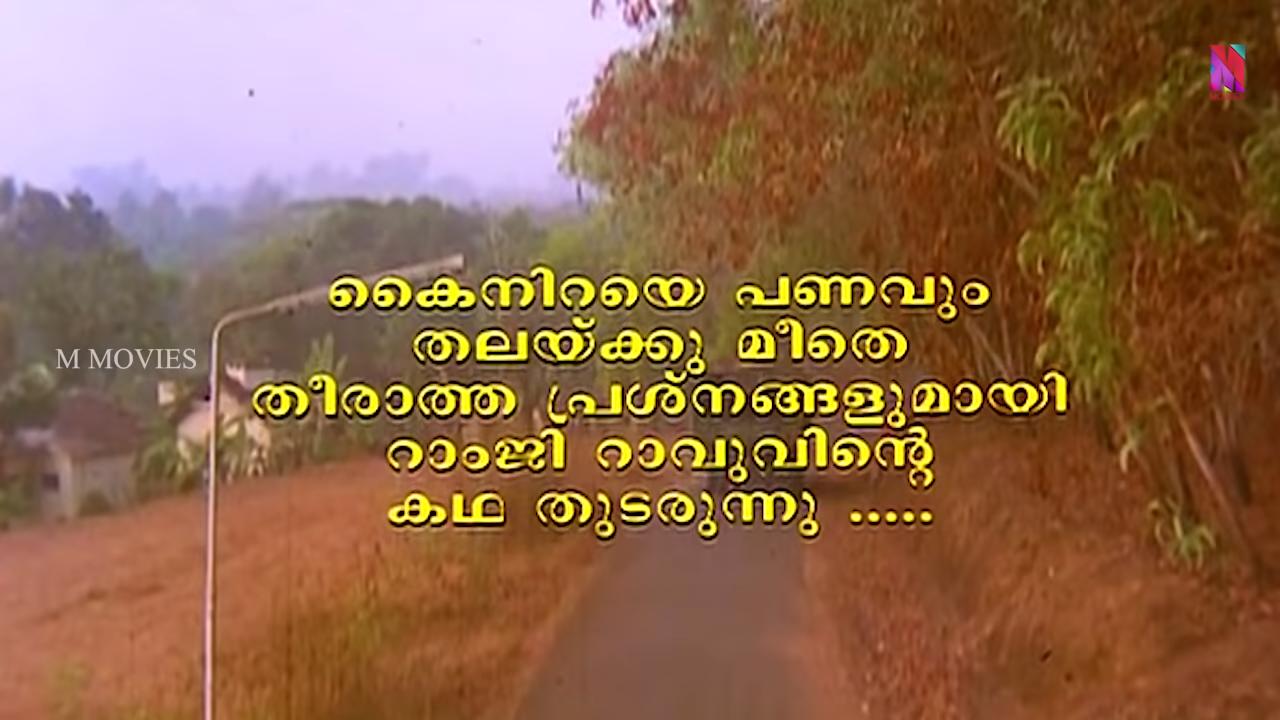 M MOVIES
കൈനിറയെ പണവും
തലയ്ക്കു മീതെ
തീരാത്ത പ്രശ്നങ്ങളുമായി
റാംജി റാവുവിന്റെ
കഥ തുടരുന്നു .....